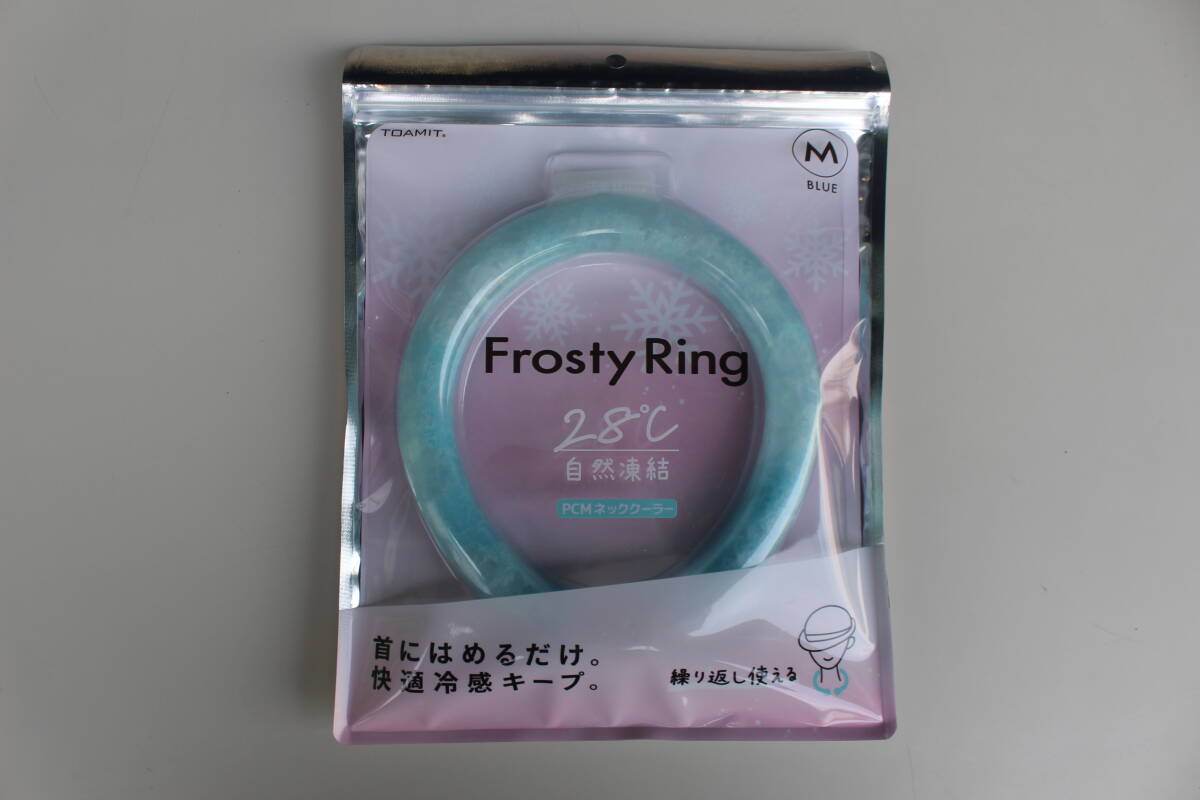 TOAMIT®
M
BLUE
Frosty Ring
28℃
自然凍結
PCMネッククーラー
首にはめるだけ。
快適冷感キープ。
繰り返し使える